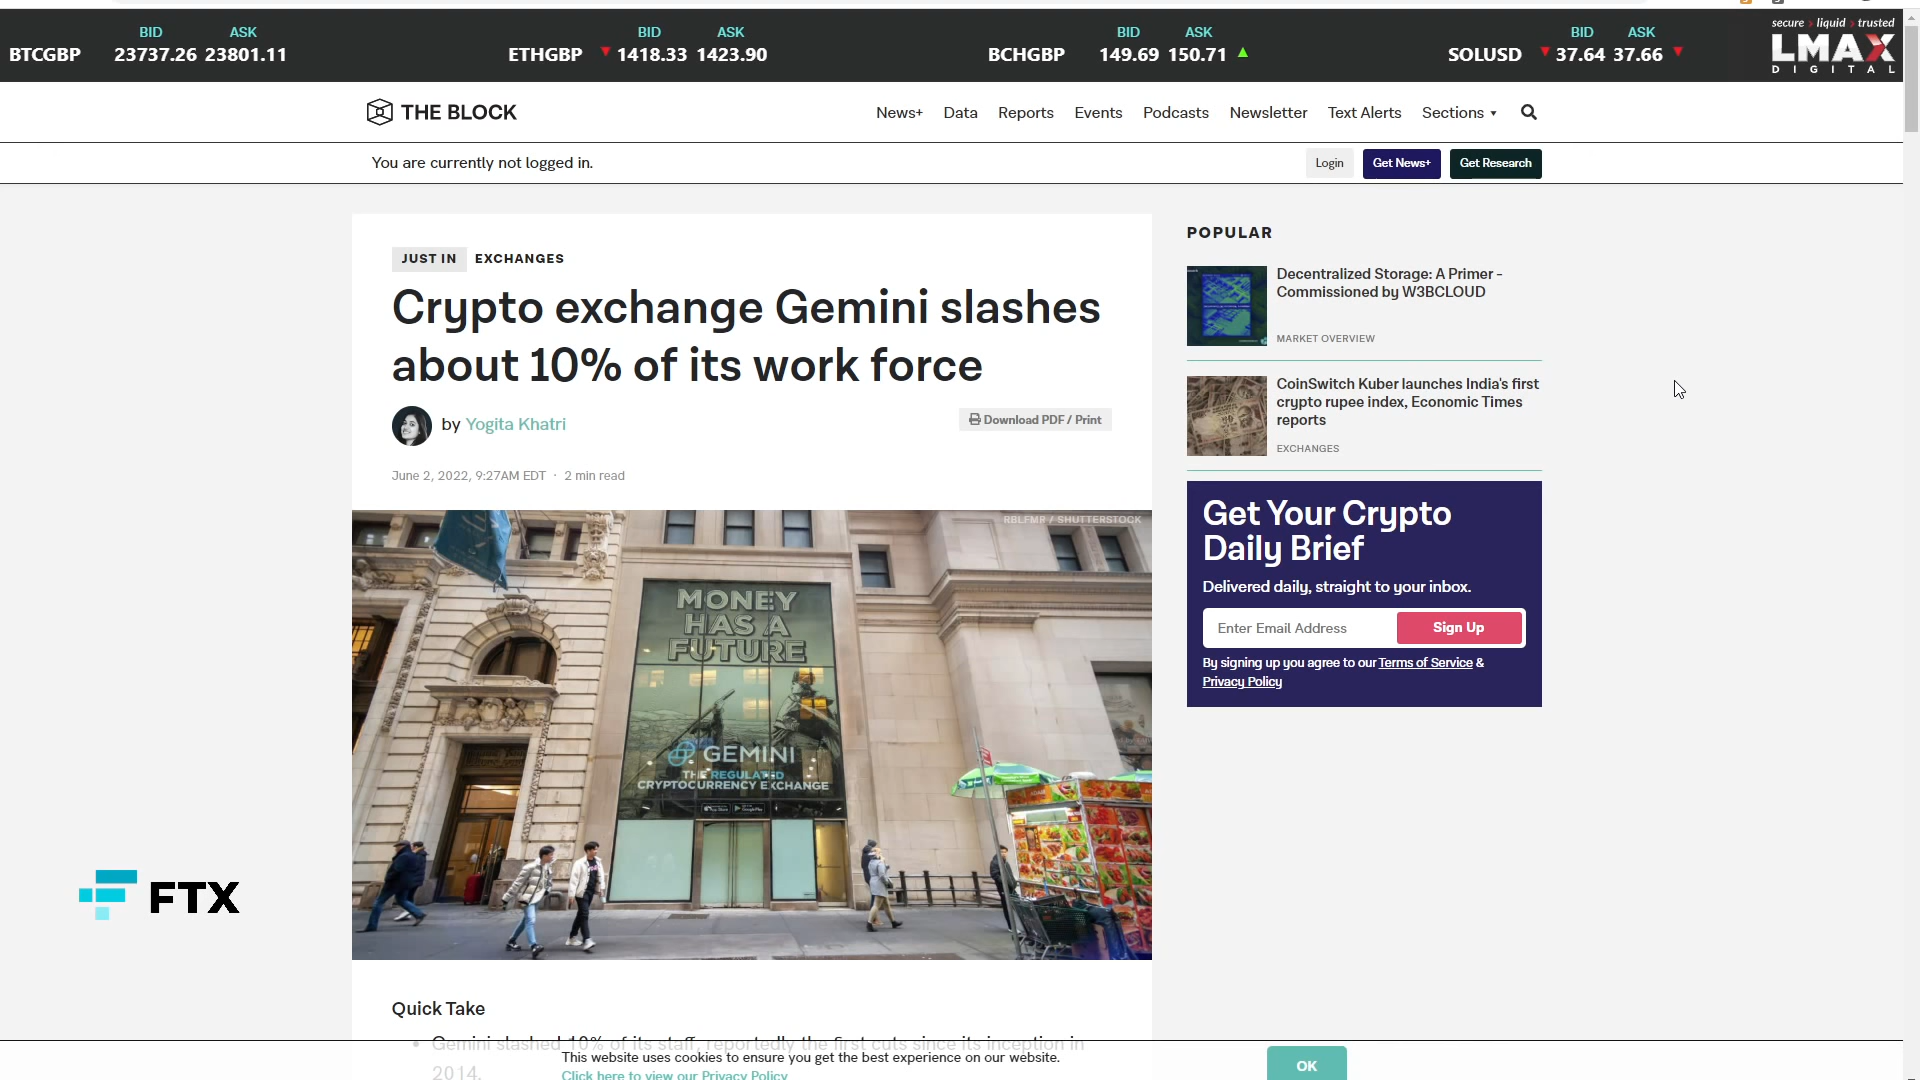 BID ASK
BTCGBP 23737.26 23801.11
BID ASK
ETHGBP 1418.33 1423.90
BID ASK
BCHGBP 149.69 150.71
BID ASK
SOLUSD 37.64 37.66
secure liquid trusted
LMAX
DIGITAL
THE BLOCK
News+ Data Reports Events Podcasts Newsletter Text Alerts Sections
You are currently not logged in.
Login Get News+ Get Research
JUST IN EXCHANGES
Crypto exchange Gemini slashes
about 10% of its work force
by Yogita Khatri
Download PDF / Print
June 2, 2022, 9:27AM EDT · 2 min read
RBLFMR / SHUTTERSTOCK
MONEY
HAS A
FUTURE
GEMINI
THE REGULATED
CRYPTOCURRENCY EXCHANGE
Quick Take
Gemini slashed 10% of its staff, reportedly the first cuts since its inception in
2014.
POPULAR
Decentralized Storage: A Primer -
Commissioned by W3BCLOUD
MARKET OVERVIEW
CoinSwitch Kuber launches India's first
crypto rupee index, Economic Times
reports
EXCHANGES
Get Your Crypto
Daily Brief
Delivered daily, straight to your inbox.
Enter Email Address Sign Up
By signing up you agree to our Terms of Service &
Privacy Policy
FTX
This website uses cookies to ensure you get the best experience on our website.
Click here to view our Privacy Policy
OK